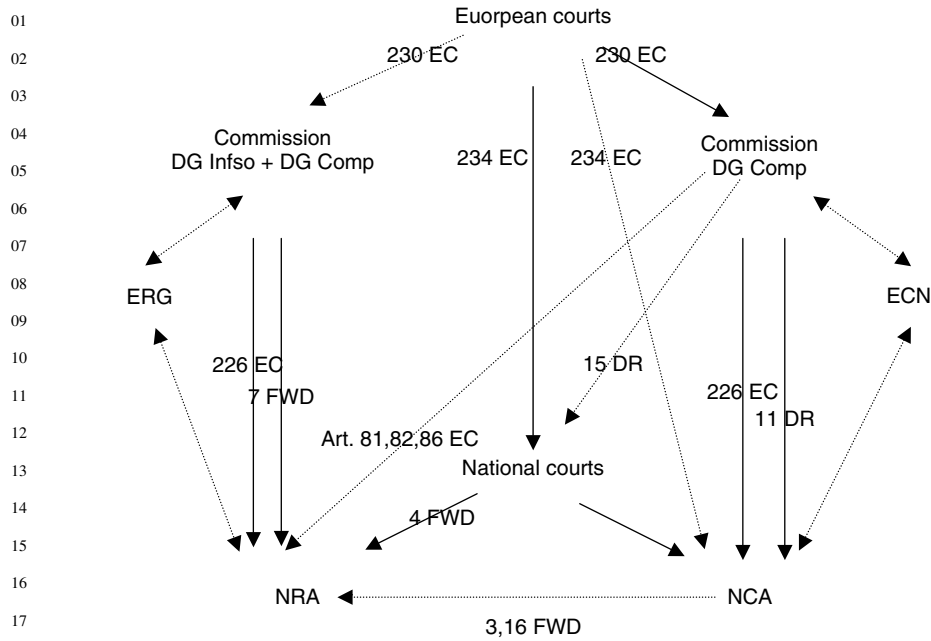 01
Euorpean courts
02
230 EC
230 EC
03
04
Commission
DG Infso + DG Comp
Commission
DG Comp
234 EC
234 EC
05
06
07
08
ERG
ECN
09
10
226 EC
15 DR
11
7 FWD
226 EC
11 DR
12
Art. 81,82,86 EC
13
National courts
14
4 FWD
15
16
NRA
NCA
17
3,16 FWD